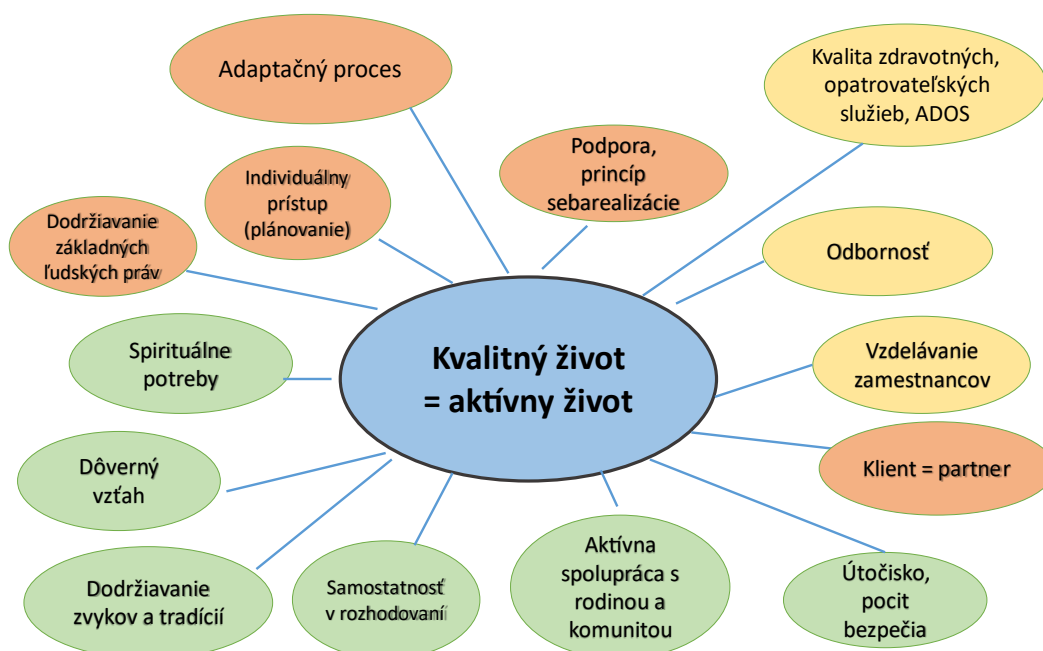 Adaptačný proces
Kvalita zdravotných,
opatrovateľských
služieb, ADOS
Podpora,
princíp
sebarealizácie
Individuálny
prístup
(plánovanie)
Dodržiavanie
základných
ľudských práv
Odbornosť
Spirituálne
potreby
Kvalitný život
= aktívny život
Vzdelávanie
zamestnancov
Klient = partner
Dôverný
vzťah
Dodržiavanie
zvykov a tradícií
Samostatnosť
v rozhodovaní
Aktívna
spolupráca s
rodinou a
komunitou
Útočisko,
pocit
bezpečia